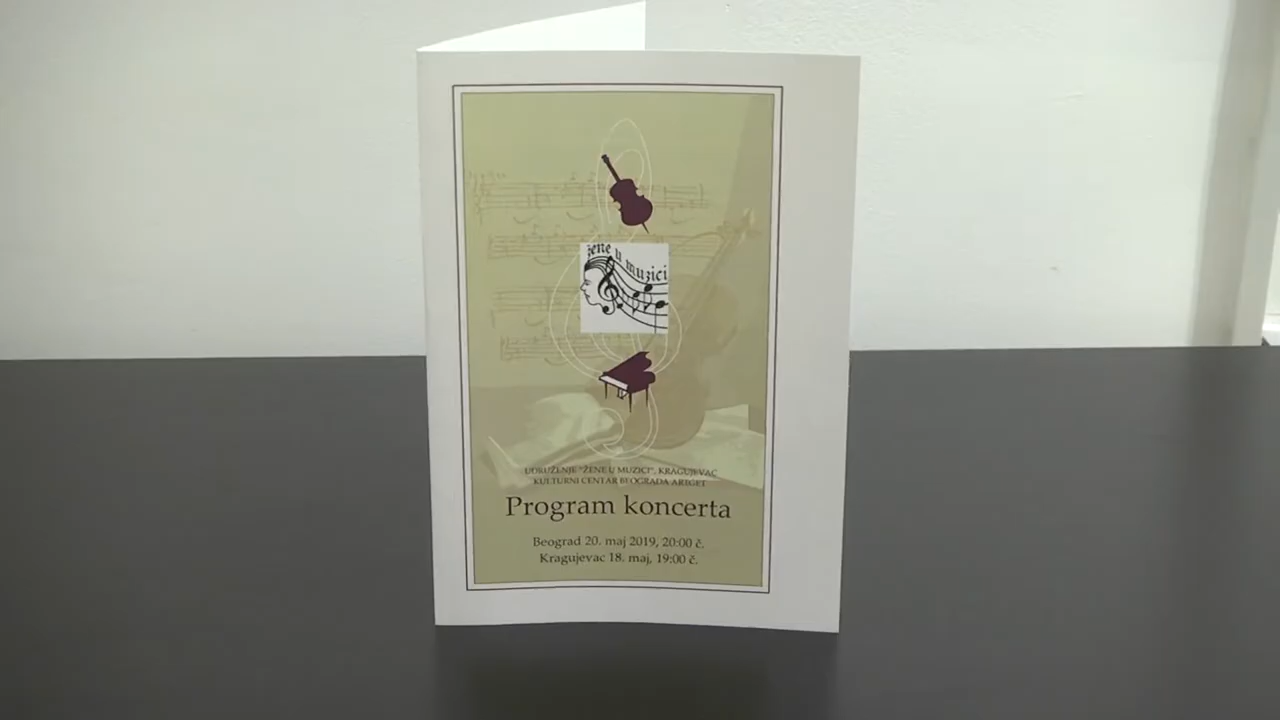 žene u muzici
UDRUŽENJE "ŽENE U MUZICI", KRAGUJEVAC
KULTURNI CENTAR BEOGRADA ARTGET
Program koncerta
Beograd 20. maj 2019, 20:00 č.
Kragujevac 18. maj, 19:00 č.